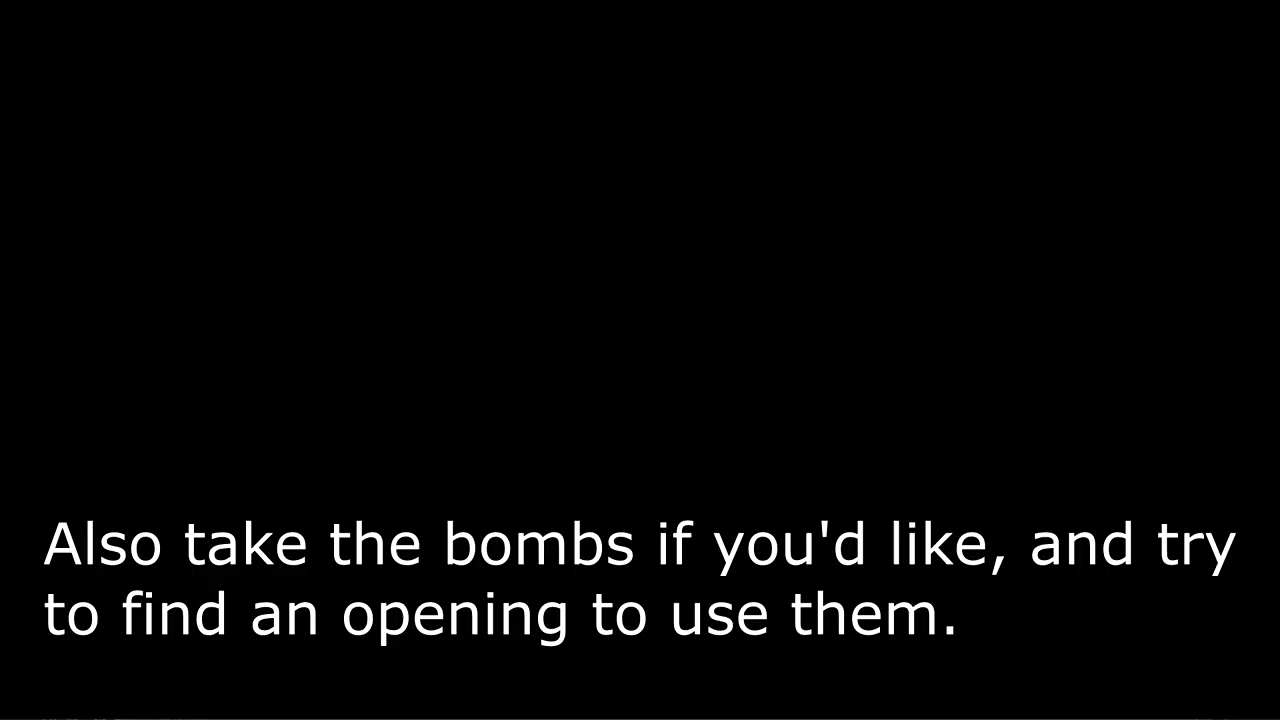 Also take the bombs if you'd like, and try
to find an opening to use them.